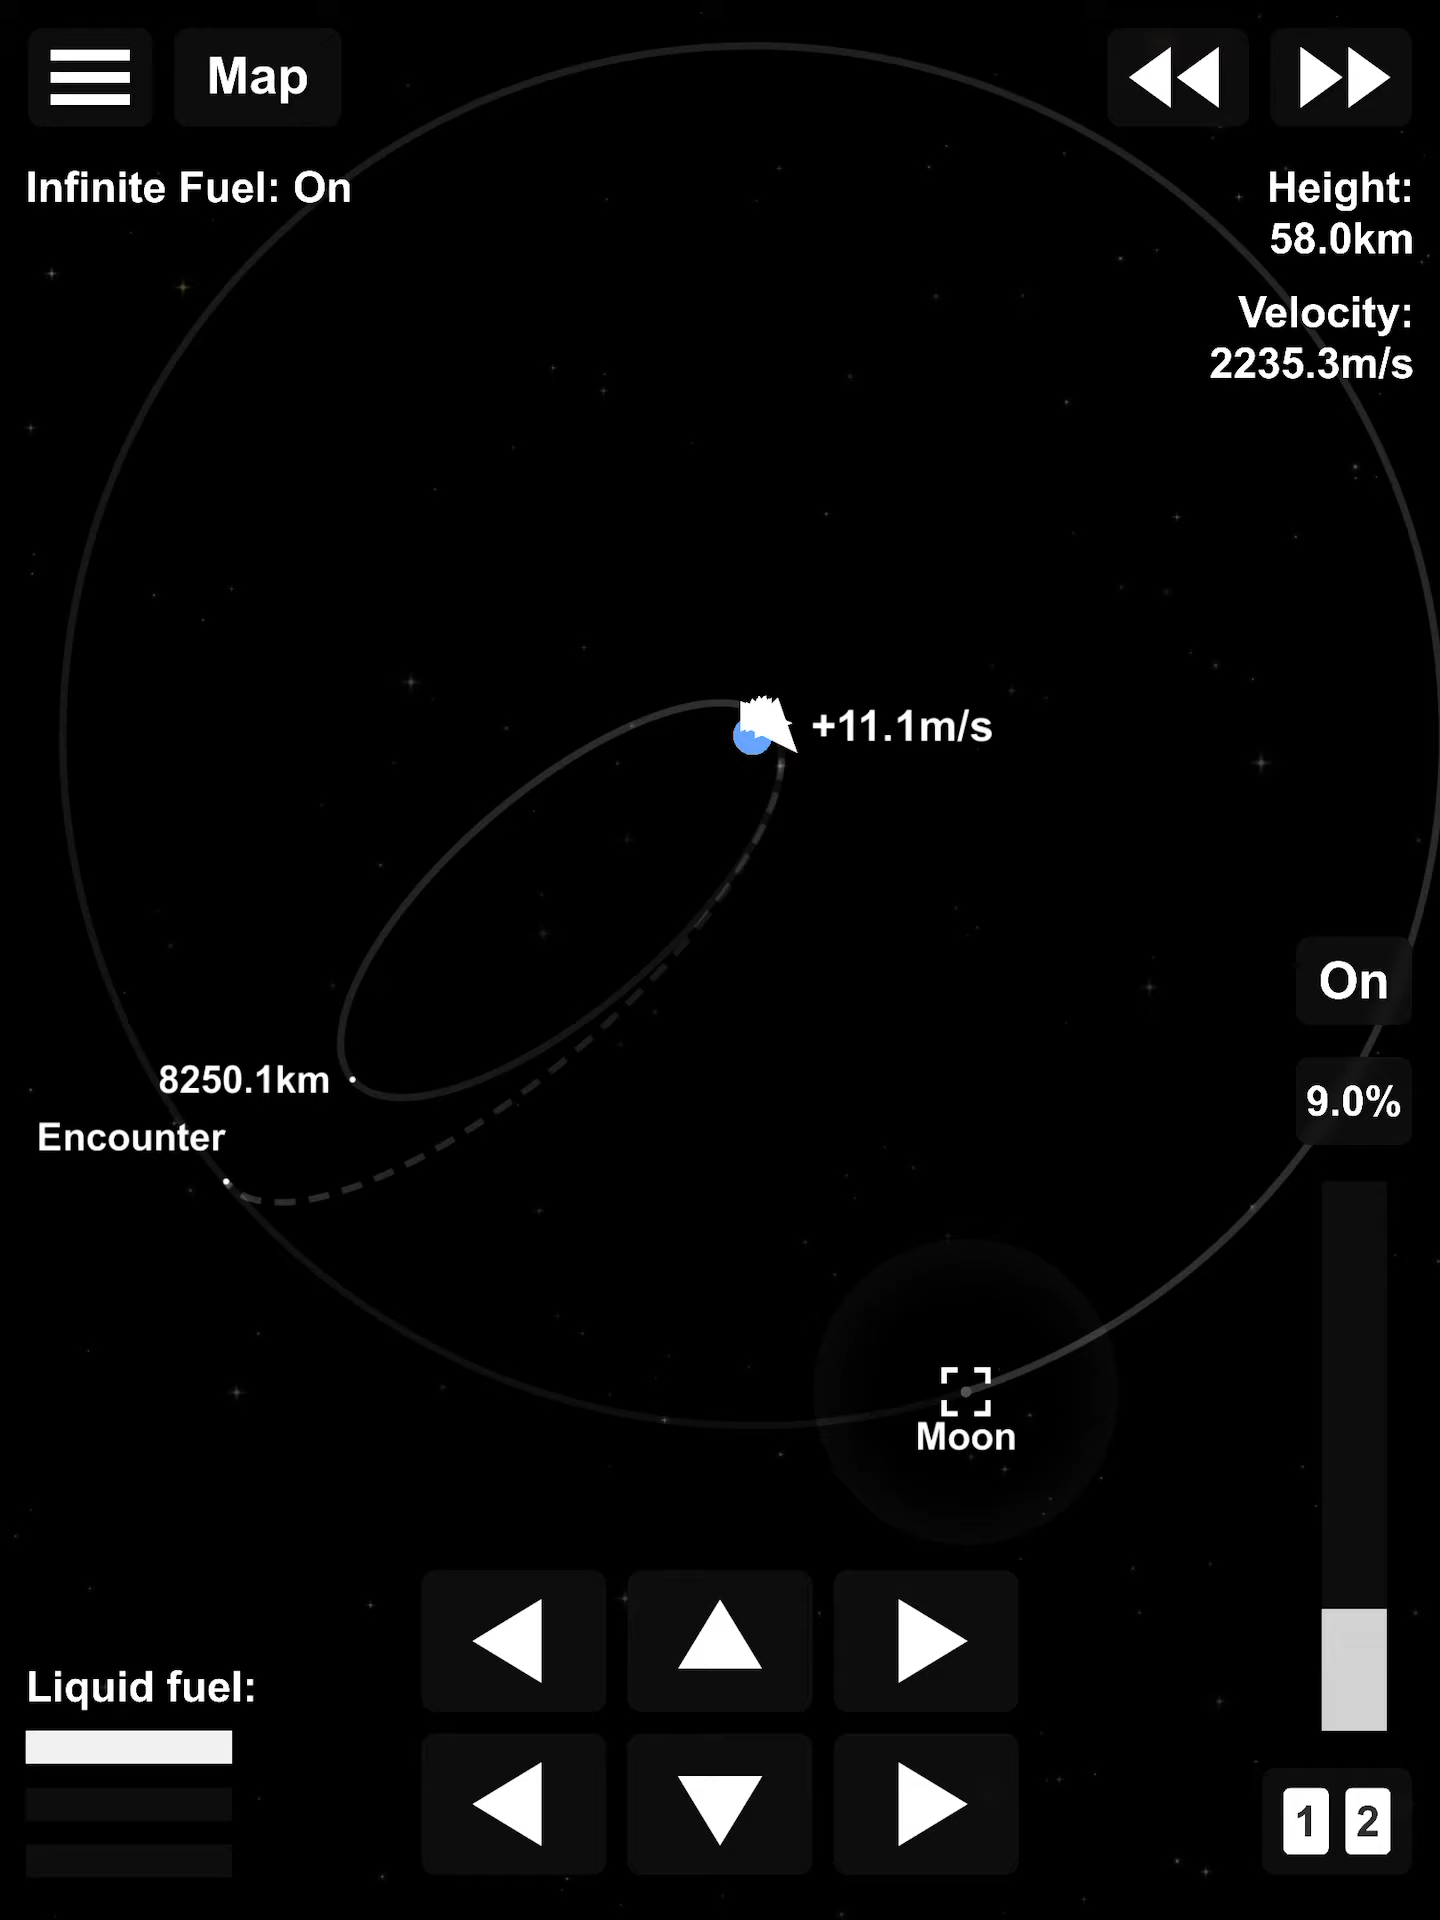 Map
Infinite Fuel: On
Height:
58.0km
Velocity:
2235.3m/s
+11.1m/s
On
8250.1km
9.0%
Encounter
Moon
Liquid fuel:
1 2